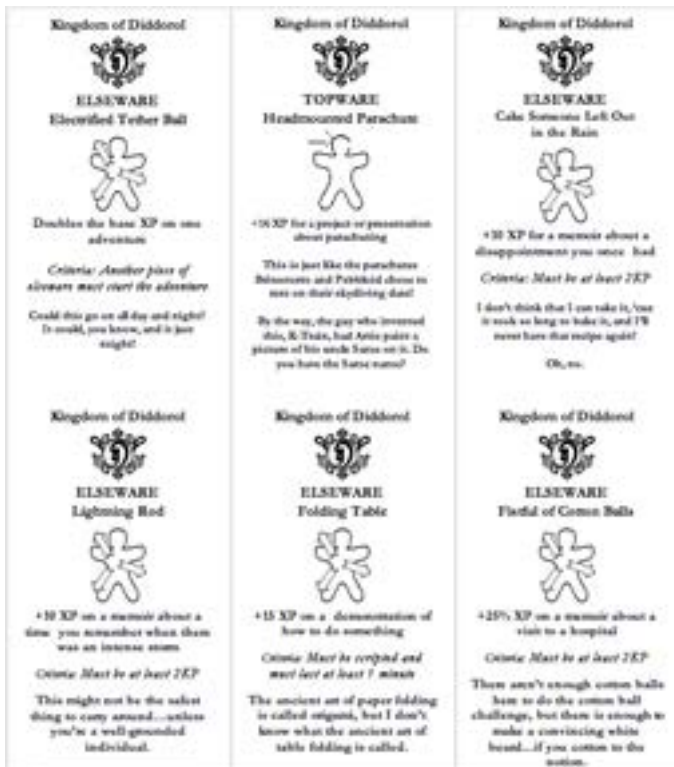 Kingdom of Diddorol
ELSEWARE
Electrified Tether Ball
Doubles the base XP on one
adventure
Criteria: Another piece of
elseware must start the adventure
Could this go on all day and night?
It could, you know, and it just
might!
Kingdom of Diddorol
TOPWARE
Headmounted Parachute
XP for a project or presentation
about parachuting
This is just like the parachutes
and chose to
on their skydiving date!
By the way, the guy who invented
this, had paint a
picture of his uncle on it. Do
you have the Same name?
Kingdom of Diddorol
ELSEWARE
Cake Someone Left Out
in the Rain
+10 XP for a memoir about a
disappointment you once had
Criteria: Must be at least
I don't think that I can take it, 'cuz
it took so long to bake it, and I'll
never have that recipe again!
Oh, no.
Kingdom of Diddorol
ELSEWARE
Lightning Rod
+10 XP on a memoir about a
time you remember when there
was an intense storm
Criteria: Must be at least
This might not be the safest
thing to carry around...unless
you're a well-grounded
individual.
Kingdom of Diddorol
ELSEWARE
Folding Table
+15 XP on a demonstration of
how to do something
Criteria: Must be scripted and
must last at least 1 minute
The ancient art of paper folding
is called origami, but I don't
know what the ancient art of
table folding is called.
Kingdom of Diddorol
ELSEWARE
Fistful of Cotton Balls
+25% XP on a memoir about a
visit to a hospital
Criteria: Must be at least
There aren't enough cotton balls
here to do the cotton ball
challenge, but there is enough to
make a convincing white
beard...if you cotton to the
notion.